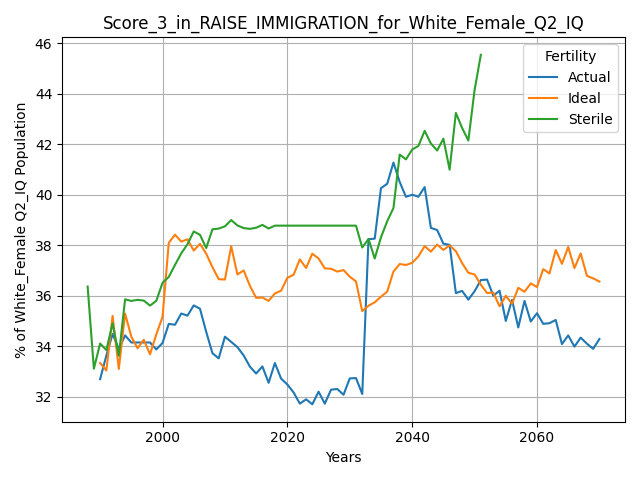 Score_3_in_RAISE_IMMIGRATION_for_White_Female_Q2_IQ
% of White_Female Q2_IQ Population
46
44
42
40
38
36
34
32
Fertility
Actual
Ideal
Sterile
2000
2020
2040
2060
Years